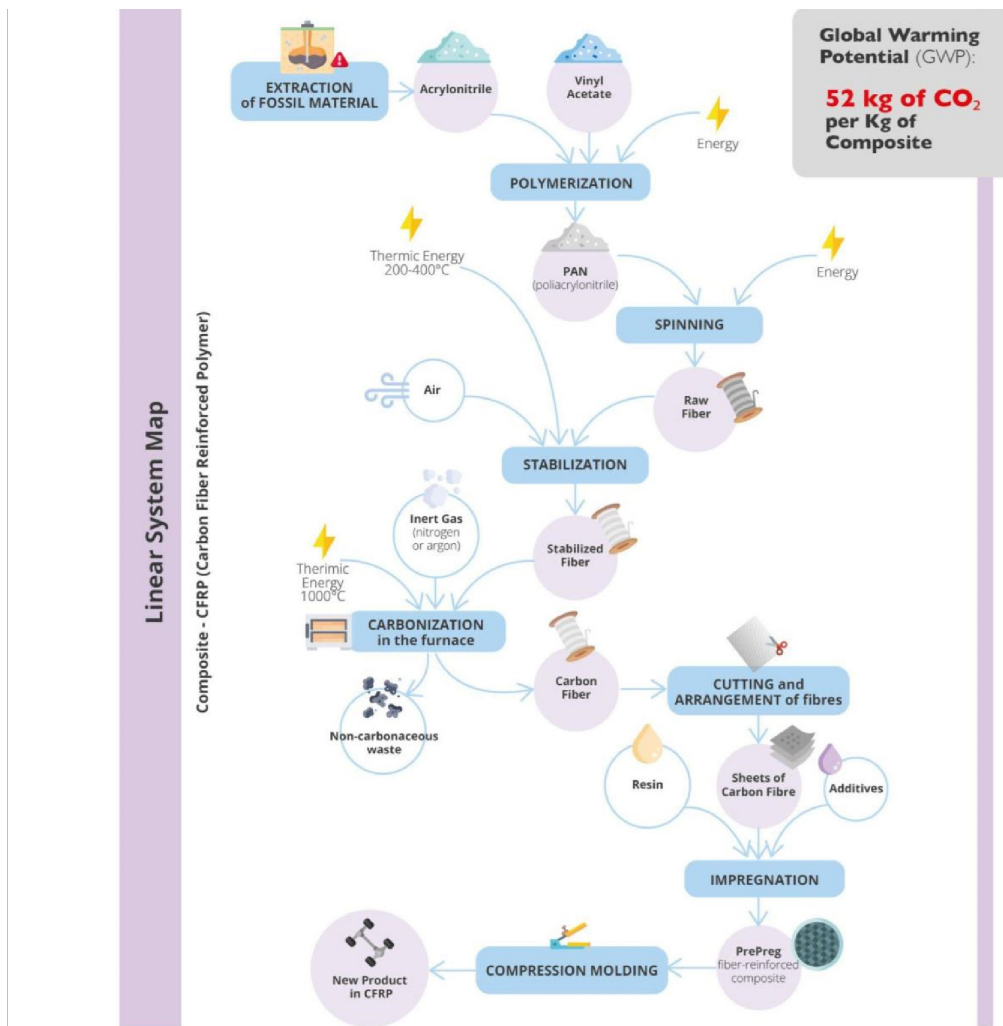 Linear System Map
Composite - CFRP (Carbon Fiber Reinforced Polymer)
Global Warming
Potential (GWP):
52 kg of CO₂
per Kg of
Composite
EXTRACTION
of FOSSIL MATERIAL
Acrylonitrile
Vinyl
Acetate
Energy
POLYMERIZATION
Thermic Energy
200-400°C
PAN
(poliacrylonitrile)
Energy
SPINNING
Air
Raw
Fiber
STABILIZATION
Inert Gas
(nitrogen
or argon)
Stabilized
Fiber
Therimic
Energy
1000°C
CARBONIZATION
in the furnace
Carbon
Fiber
CUTTING and
ARRANGEMENT of fibres
Non-carbonaceous
waste
Resin
Sheets of
Carbon Fibre
Additives
IMPREGNATION
PrePreg
fiber-reinforced
composite
COMPRESSION MOLDING
New Product
in CFRP